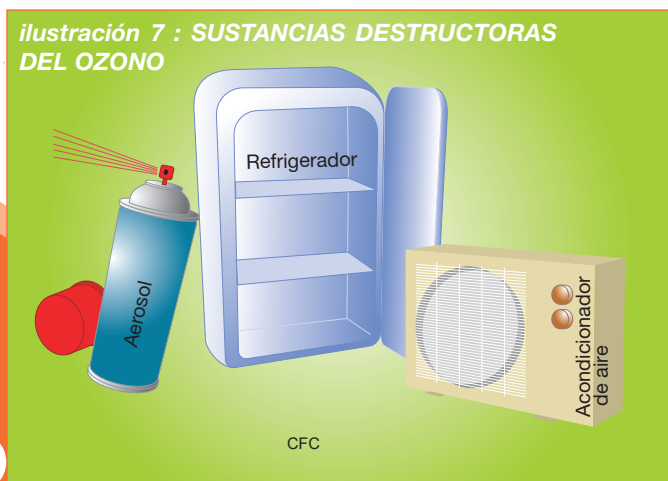 ilustración 7 : SUSTANCIAS DESTRUCTORAS
DEL OZONO
Refrigerador
Aerosol
Acondicionador
de aire
CFC